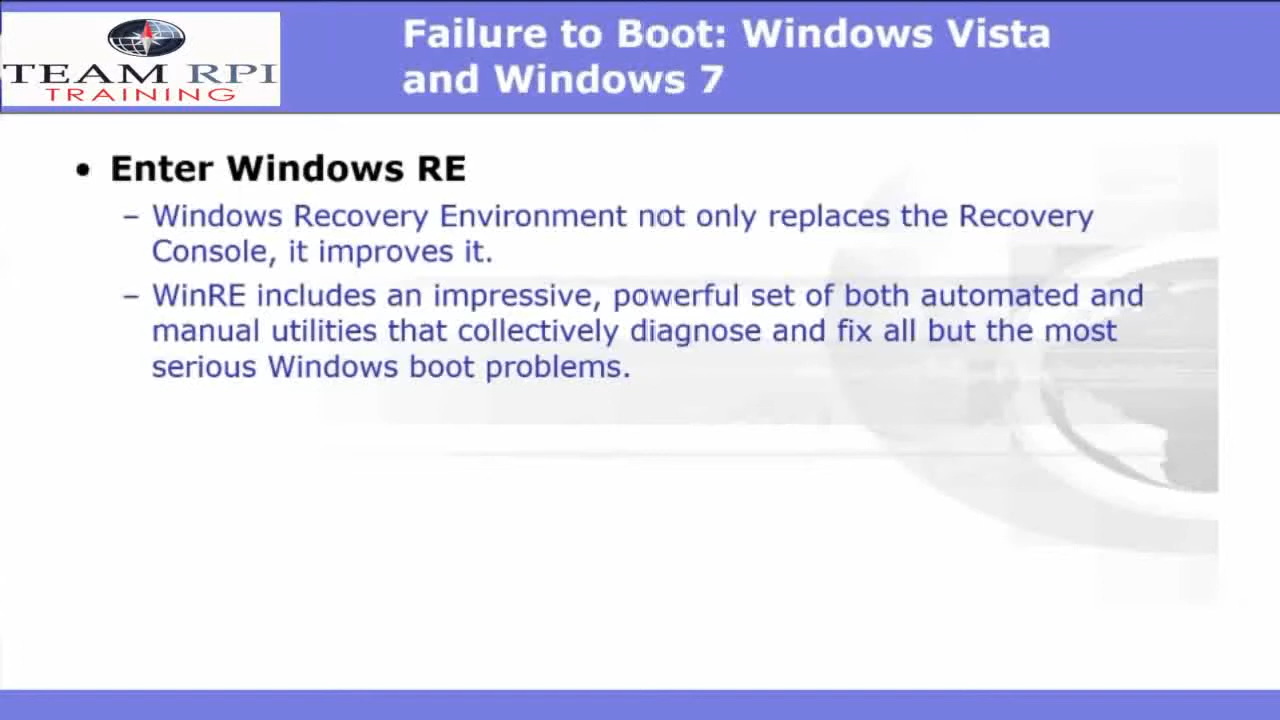 TEAM RPI
TRAINING
Failure to Boot: Windows Vista
and Windows 7
• Enter Windows RE
– Windows Recovery Environment not only replaces the Recovery
Console, it improves it.
– WinRE includes an impressive, powerful set of both automated and
manual utilities that collectively diagnose and fix all but the most
serious Windows boot problems.